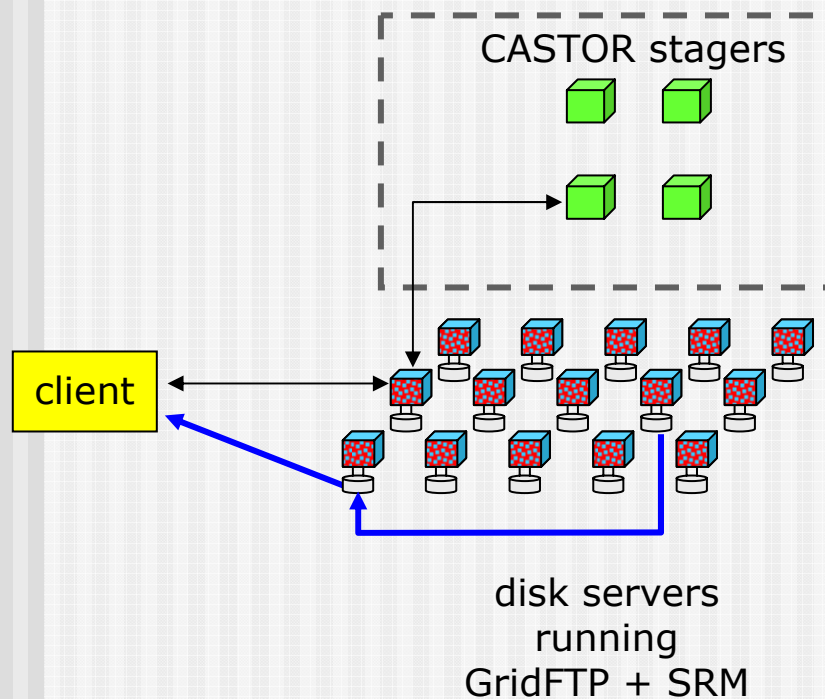 CASTOR stagers
client
disk servers
running
GridFTP + SRM